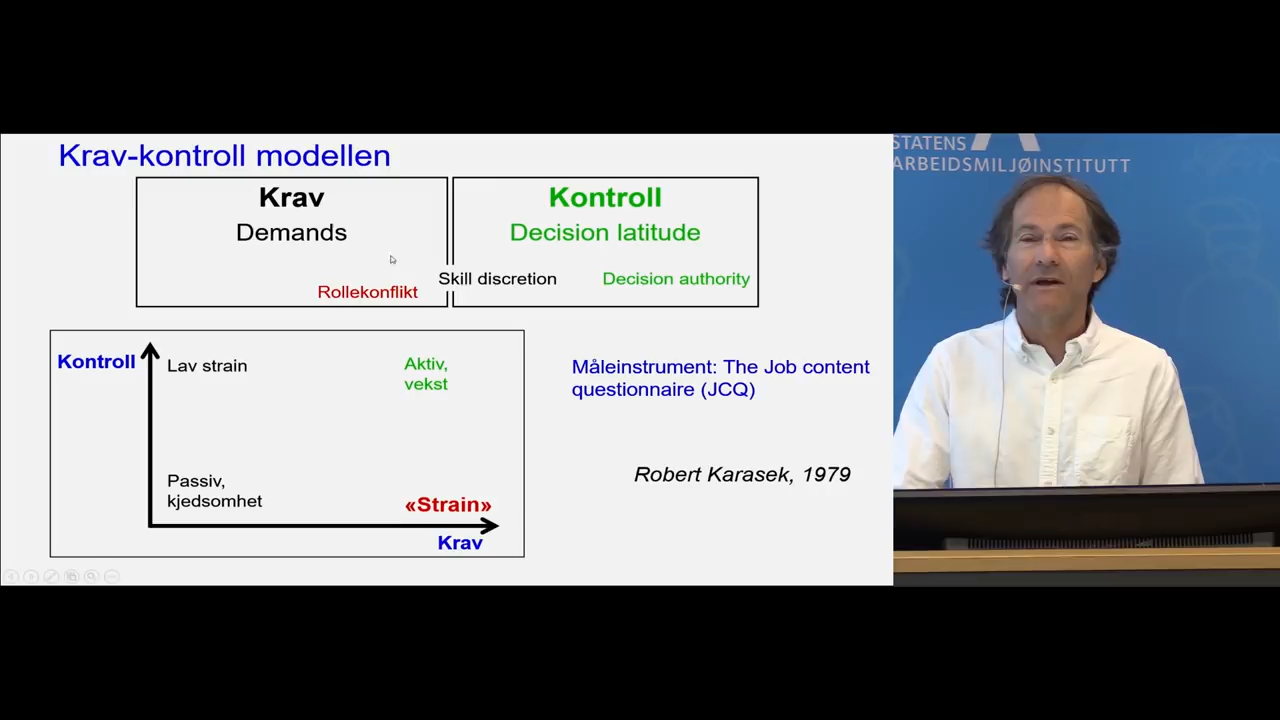 Krav-kontroll modellen
Krav
Demands
Rollekonflikt
Kontroll
Decision latitude
Skill discretion
Decision authority
Kontroll
Lav strain
Aktiv,
vekst
Passiv,
kjedsomhet
«Strain»
Krav
Måleinstrument: The Job content
questionnaire (JCQ)
Robert Karasek, 1979
STATENS
ARBEIDSMILJØINSTITUTT